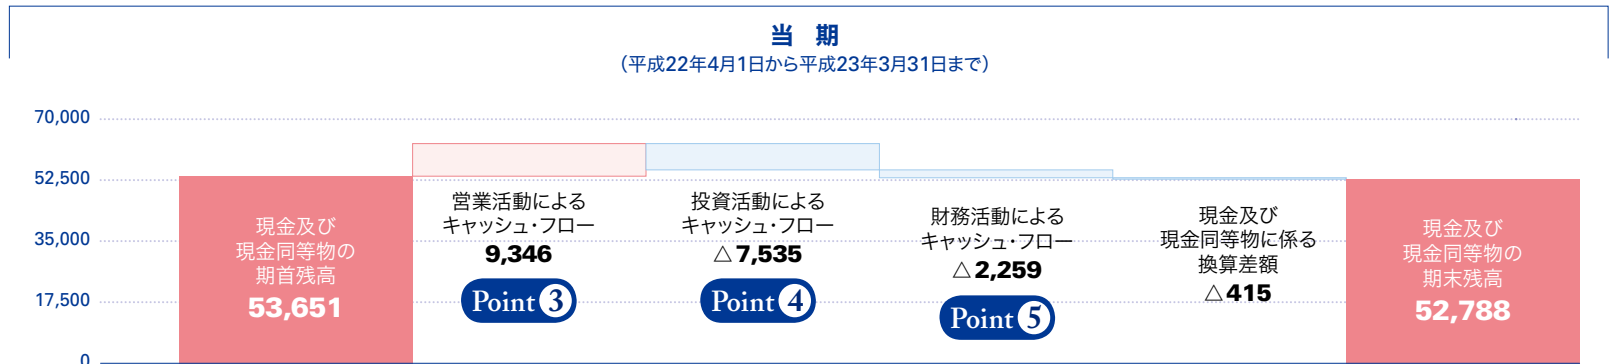 当 期
（平成22年4月1日から平成23年3月31日まで）
70,000
52,500
35,000
17,500
0
現金及び
現金同等物の
期首残高
53,651
営業活動による
キャッシュ・フロー
9,346
Point 3
投資活動による
キャッシュ・フロー
△7,535
Point 4
財務活動による
キャッシュ・フロー
△2,259
Point 5
現金及び
現金同等物に係る
換算差額
△415
現金及び
現金同等物の
期末残高
52,788